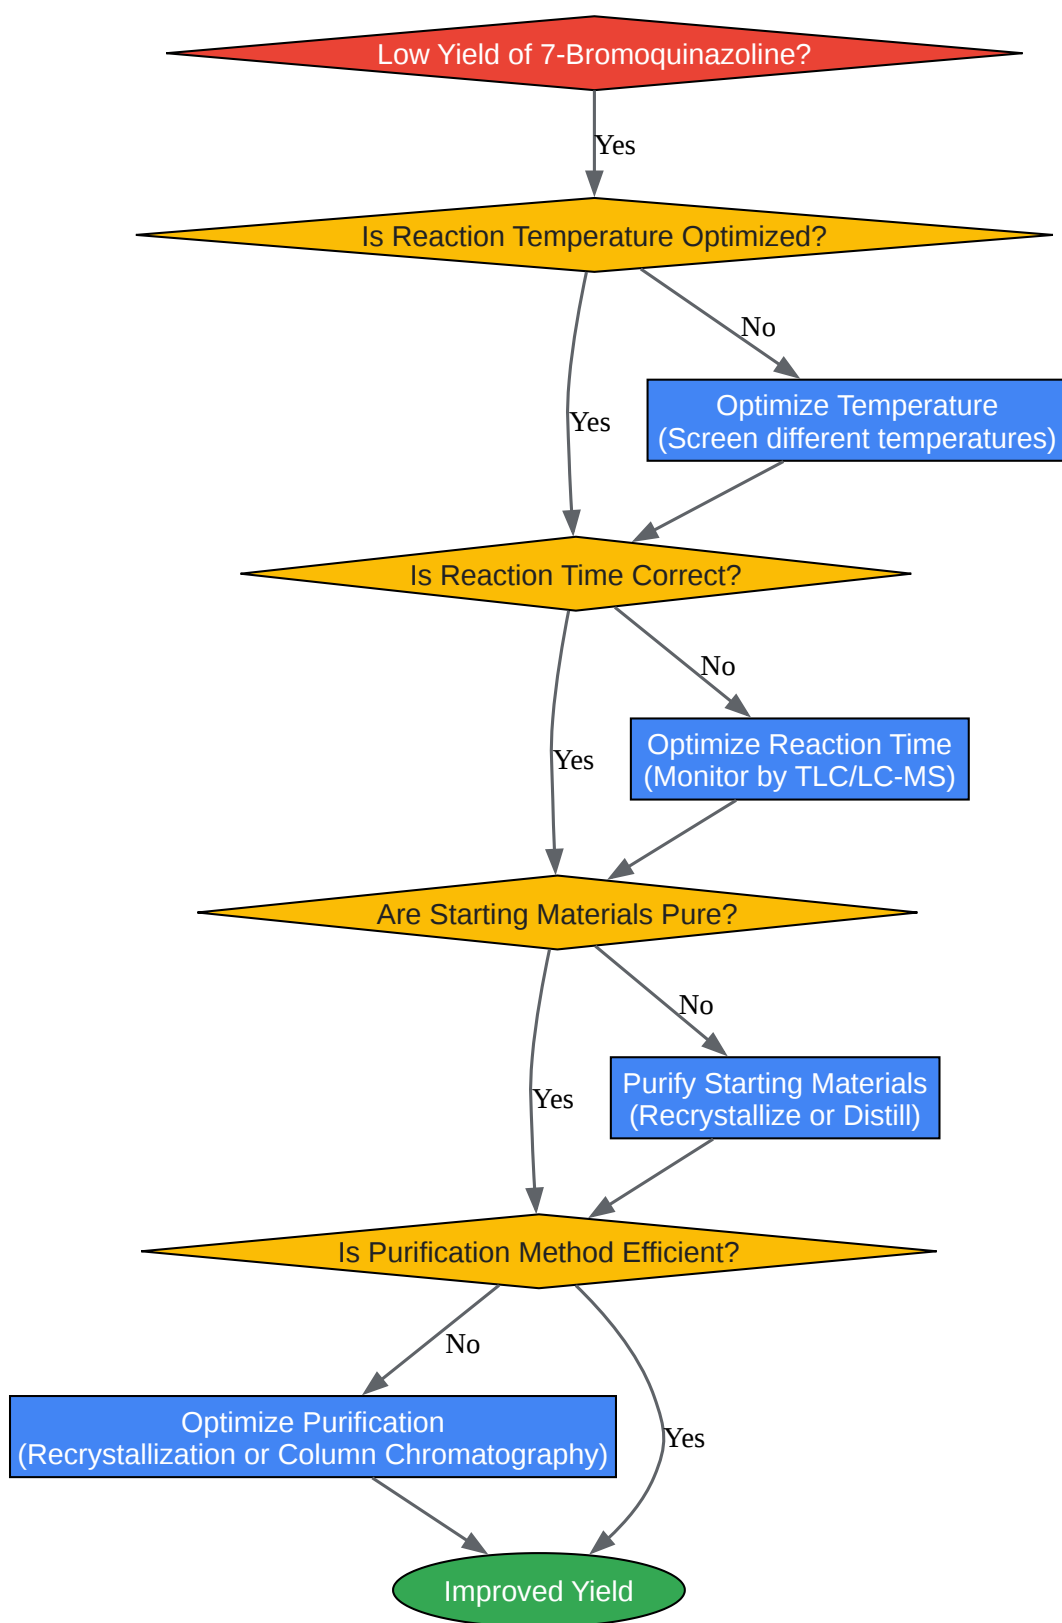 Low Yield of 7-Bromoquinazoline?
Yes
Is Reaction Temperature Optimized?
No
Optimize Temperature
(Screen different temperatures)
Yes
Is Reaction Time Correct?
No
Optimize Reaction Time
(Monitor by TLC/LC-MS)
Yes
Are Starting Materials Pure?
No
Purify Starting Materials
(Recrystallize or Distill)
Yes
Is Purification Method Efficient?
No
Optimize Purification
(Recrystallization or Column Chromatography)
Yes
Improved Yield